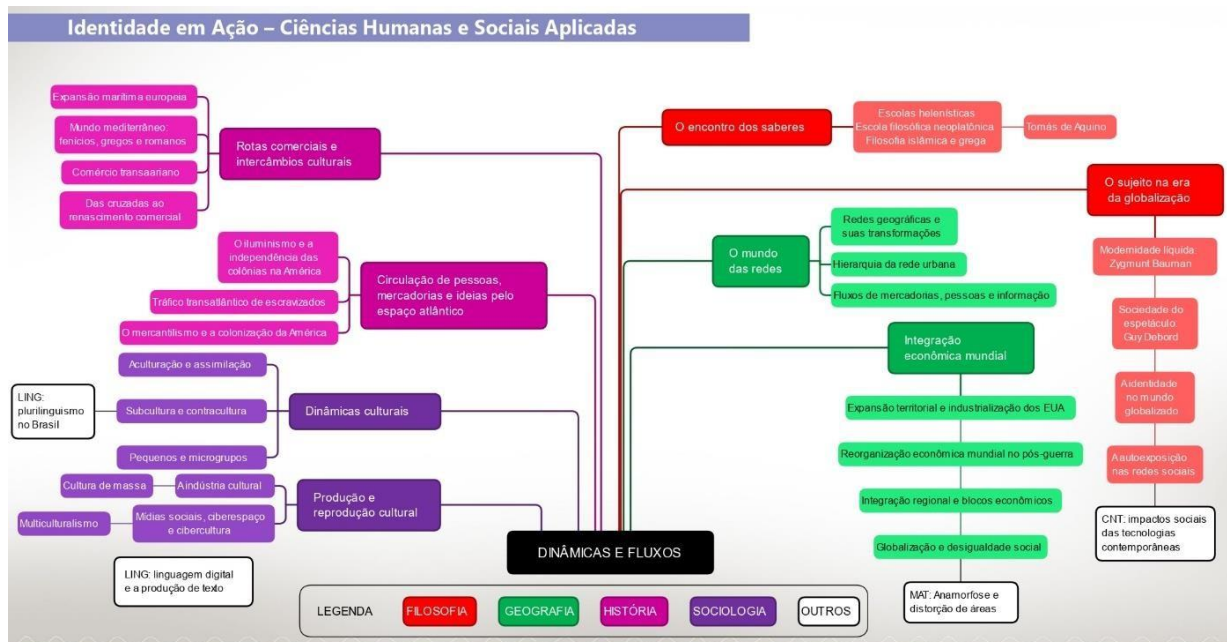 Identidade em Ação – Ciências Humanas e Sociais Aplicadas
Expansão marítima europeia
Mundo mediterrâneo:
fenícios, gregos e romanos
Comércio transaariano
Das cruzadas ao
renascimento comercial
Rotas comerciais e
intercâmbios culturais
O iluminismo e a
independência das
colônias na América
Tráfico transatlântico de escravizados
O mercantilismo e a colonização da América
Circulação de pessoas,
mercadorias e ideias pelo
espaço atlântico
Aculturação e assimilação
LING:
plurilinguismo
no Brasil
Subcultura e contracultura
Pequenos e microgrupos
Dinâmicas culturais
Cultura de massa
A indústria cultural
Multiculturalismo
Mídias sociais, ciberespaço
e cibercultura
Produção e
reprodução cultural
LING: linguagem digital
e a produção de texto
O encontro dos saberes
Escolas helenísticas
Escola filosófica neoplatônica
Filosofia islâmica e grega
Tomás de Aquino
O sujeito na era
da globalização
Modernidade líquida:
Zygmunt Bauman
Sociedade do
espetáculo:
Guy Debord
A identidade
no mundo
globalizado
A autoexposição
nas redes sociais
CNT: impactos sociais
das tecnologias
contemporâneas
O mundo
das redes
Redes geográficas e
suas transformações
Hierarquia da rede urbana
Fluxos de mercadorias, pessoas e informação
Integração
econômica mundial
Expansão territorial e industrialização dos EUA
Reorganização econômica mundial no pós-guerra
Integração regional e blocos econômicos
Globalização e desigualdade social
MAT: Anamorfose e
distorção de áreas
DINÂMICAS E FLUXOS
LEGENDA
FILOSOFIA
GEOGRAFIA
HISTÓRIA
SOCIOLOGIA
OUTROS